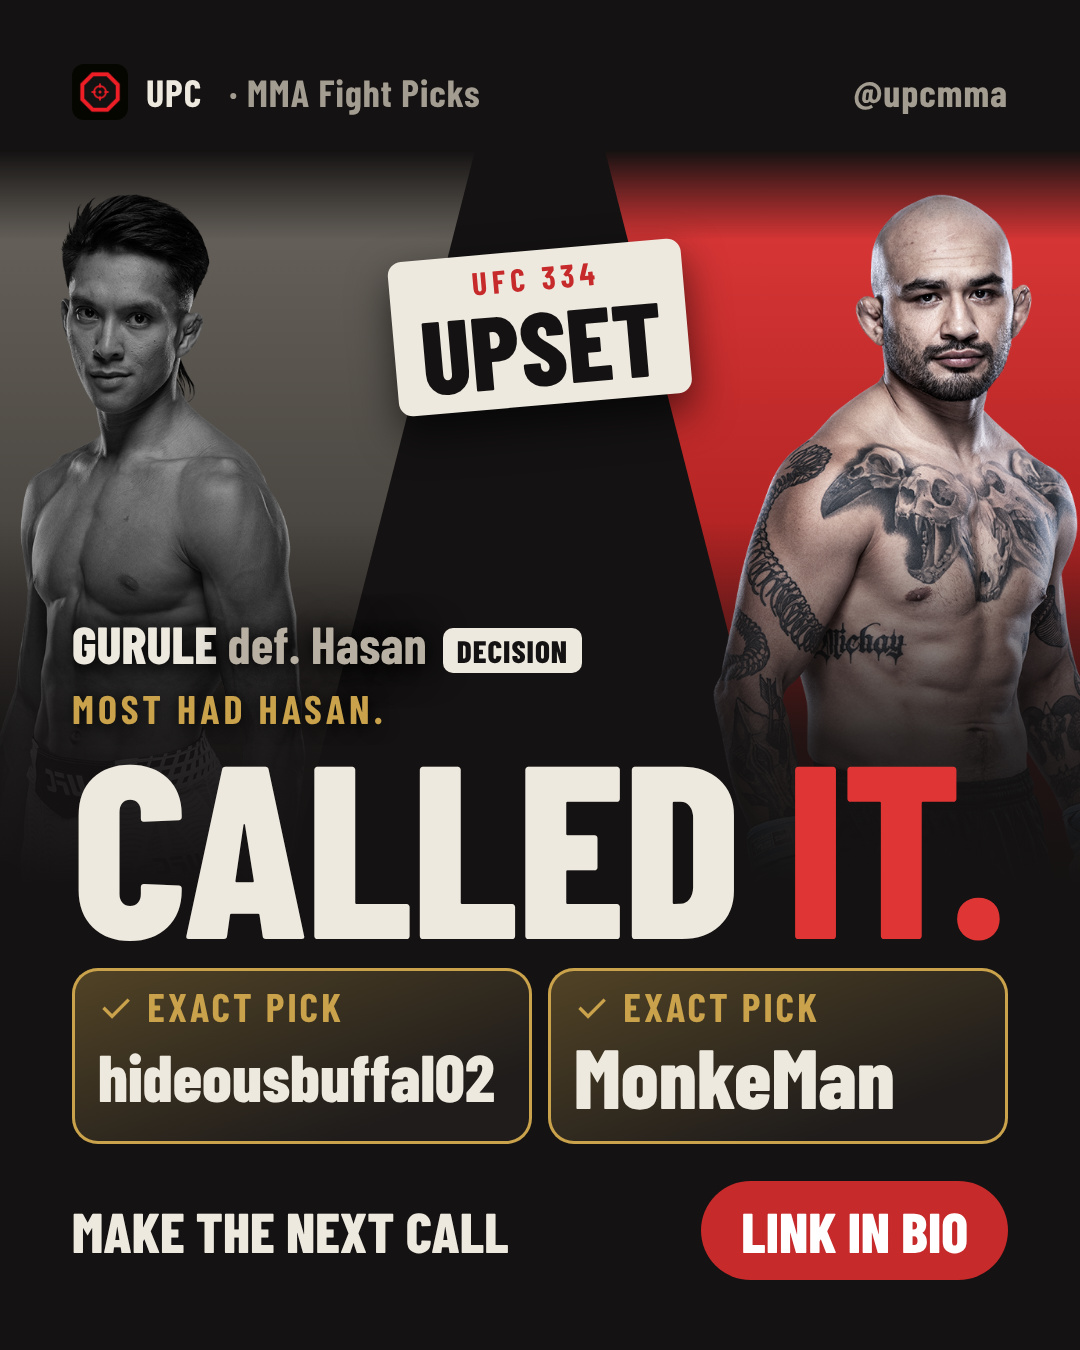 UPC · MMA Fight Picks
@upcmma
UFC 334
UPSET
GURULE def. Hasan DECISION
MOST HAD HASAN.
CALLED IT.
✓ EXACT PICK
hideousbuffal02
✓ EXACT PICK
MonkeMan
MAKE THE NEXT CALL
LINK IN BIO